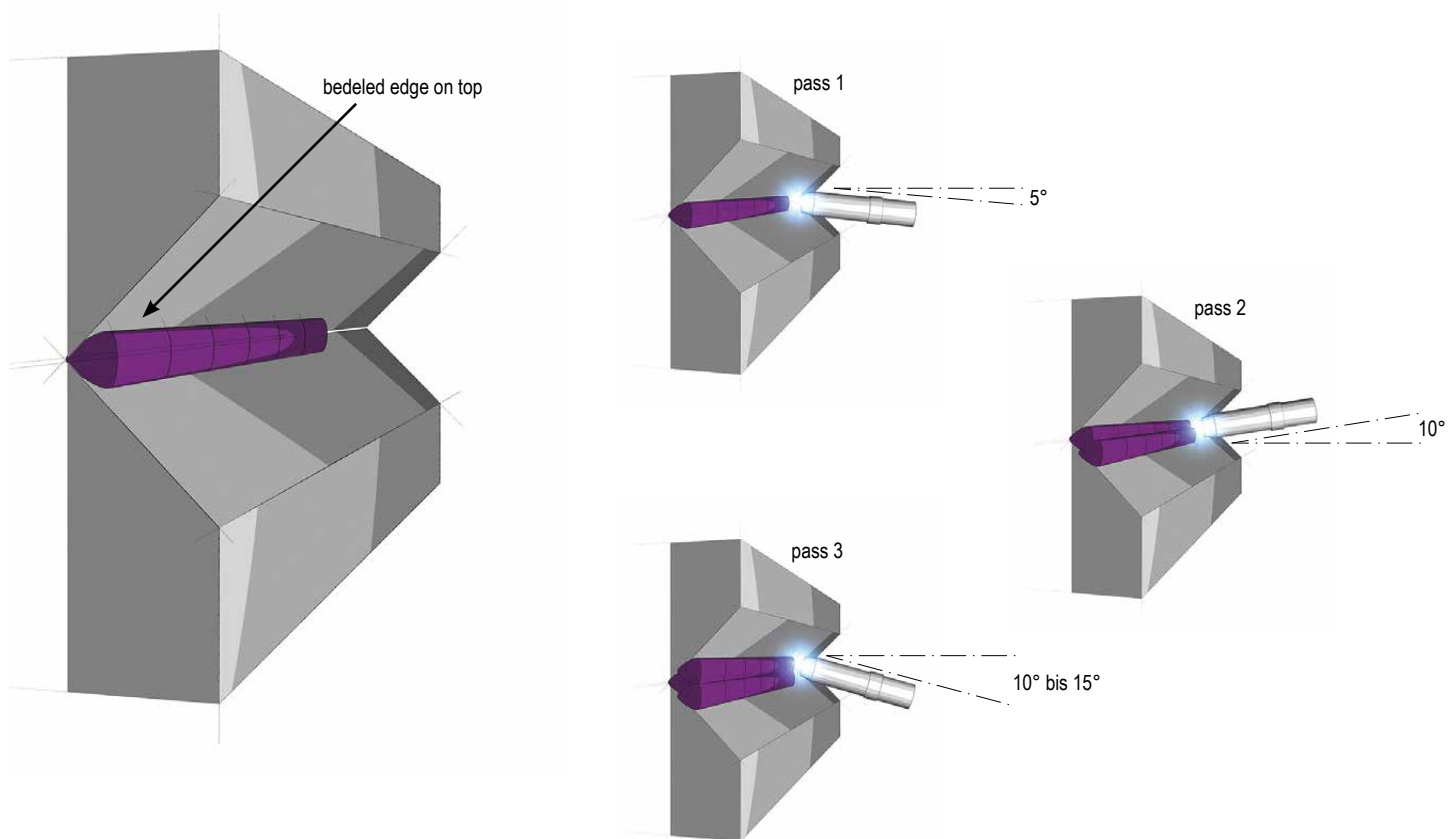 bedeled edge on top
pass 1
5°
pass 2
10°
pass 3
10° bis 15°